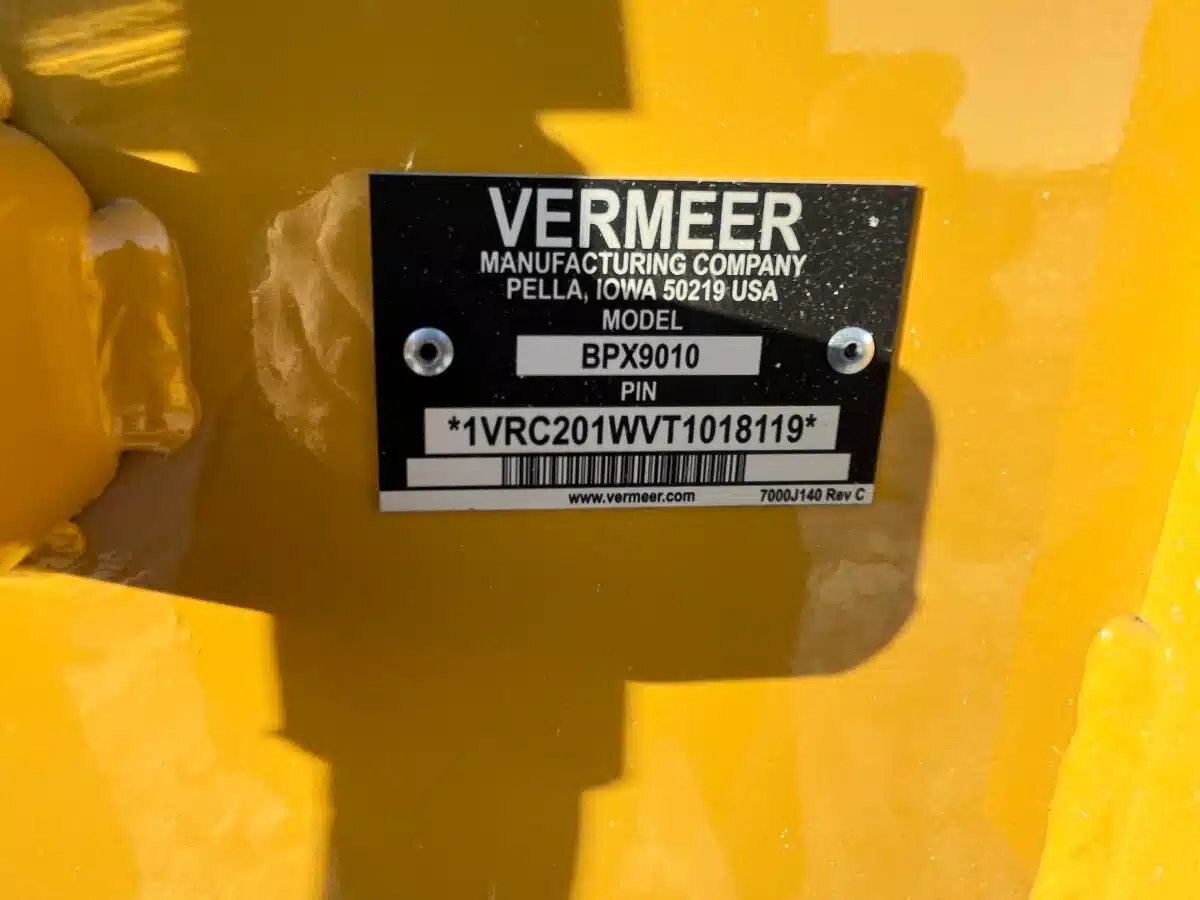 VERMEER
MANUFACTURING COMPANY
PELLA, IOWA 50219 USA
MODEL
BPX9010
PIN
*1VRC201WVT1018119*
www.vermeer.com 7000J140 Rev C